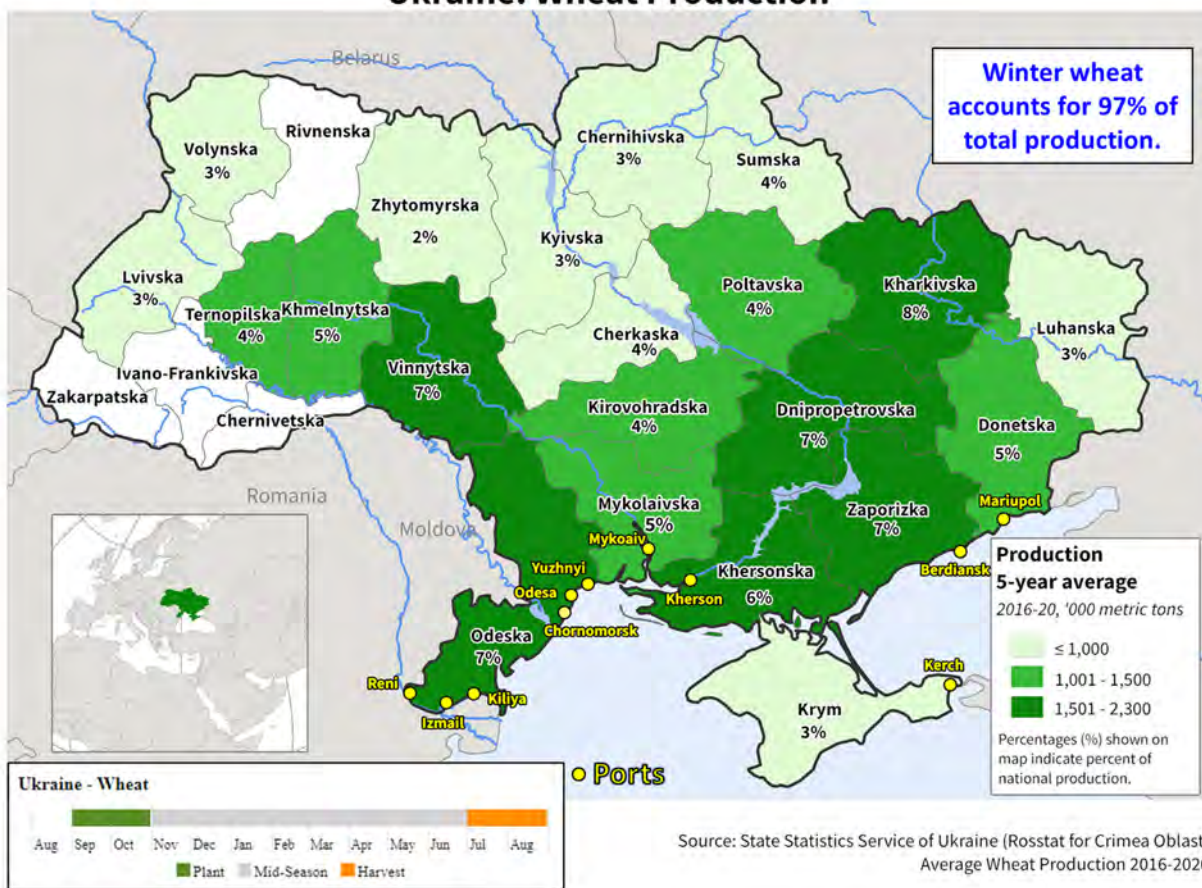 Ukraine: Wheat Production
Belarus
Winter wheat
accounts for 97% of
total production.
Rivnenska
Volynska
3%
Chernihivska
3%
Sumska
4%
Zhytomyrska
2%
Kyivska
3%
Lvivska
3%
Ternopilska
4%
Khmelnytska
5%
Poltavska
4%
Kharkivska
8%
Cherkaska
4%
Luhanska
3%
Vinnytska
7%
Ivano-Frankivska
Zakarpatska
Chernivetska
Kirovohradska
4%
Dnipropetrovska
7%
Donetska
5%
Romania
Moldova
Mykolaivska
5%
Zaporizka
7%
Mariupol
Mykoaiv
Berdiansk
Yuzhnyi
Odesa
Chornomorsk
Kherson
Khersonska
6%
Odeska
7%
Reni
Izmail
Kiliya
Kerch
Krym
3%
Production
5-year average
2016-20, '000 metric tons
≤ 1,000
1,001 - 1,500
1,501 - 2,300
Percentages (%) shown on
map indicate percent of
national production.
Ports
Ukraine - Wheat
Aug Sep Oct Nov Dec Jan Feb Mar Apr May Jun Jul Aug
Plant Mid-Season Harvest
Source: State Statistics Service of Ukraine (Rosstat for Crimea Oblast
Average Wheat Production 2016-2020